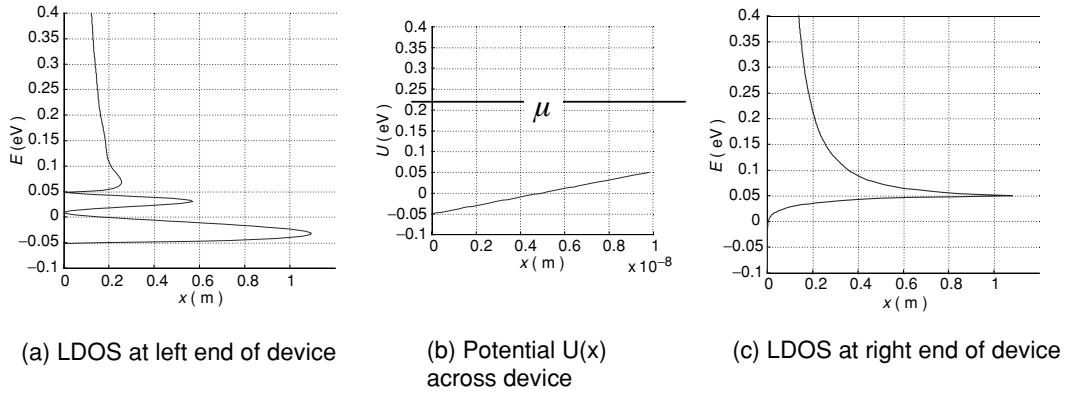 0.4
0.35
0.3
0.25
0.2
0.15
0.1
0.05
0
−0.05
−0.1
E (eV)
0 0.2 0.4 0.6 0.8 1
x ( m )
(a) LDOS at left end of device
0.4
0.35
0.3
0.25
0.2
0.15
0.1
0.05
0
−0.05
−0.1
U (eV)
μ
0 0.2 0.4 0.6 0.8 1
x ( m )
x 10⁻⁸
(b) Potential U(x)
across device
0.4
0.35
0.3
0.25
0.2
0.15
0.1
0.05
0
−0.05
−0.1
E (eV)
0 0.2 0.4 0.6 0.8 1
x ( m )
(c) LDOS at right end of device